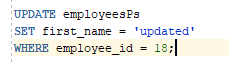 UPDATE employeesPs
SET first_name = 'updated'
WHERE employee_id = 18;